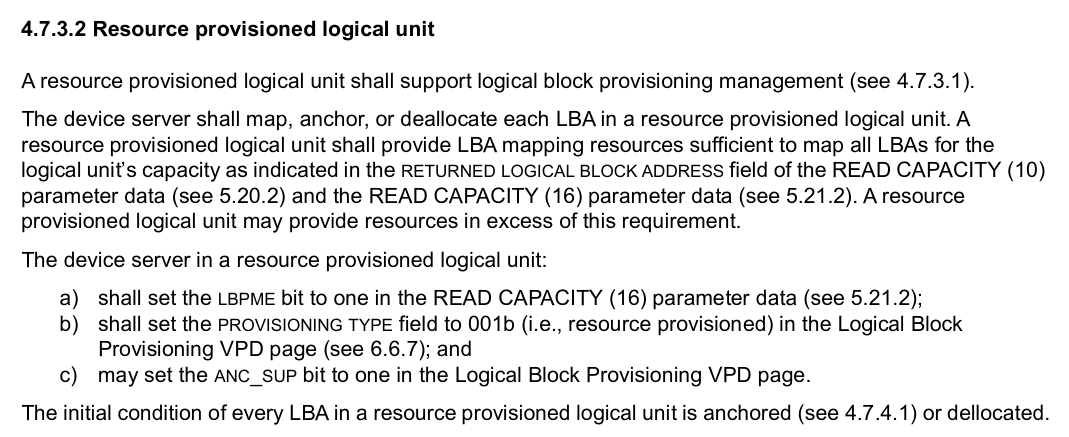 4.7.3.2 Resource provisioned logical unit
A resource provisioned logical unit shall support logical block provisioning management (see 4.7.3.1).
The device server shall map, anchor, or deallocate each LBA in a resource provisioned logical unit. A
resource provisioned logical unit shall provide LBA mapping resources sufficient to map all LBAs for the
logical unit's capacity as indicated in the RETURNED LOGICAL BLOCK ADDRESS field of the READ CAPACITY (10)
parameter data (see 5.20.2) and the READ CAPACITY (16) parameter data (see 5.21.2). A resource
provisioned logical unit may provide resources in excess of this requirement.
The device server in a resource provisioned logical unit:
a) shall set the LBPME bit to one in the READ CAPACITY (16) parameter data (see 5.21.2);
b) shall set the PROVISIONING TYPE field to 001b (i.e., resource provisioned) in the Logical Block
Provisioning VPD page (see 6.6.7); and
c) may set the ANC_SUP bit to one in the Logical Block Provisioning VPD page.
The initial condition of every LBA in a resource provisioned logical unit is anchored (see 4.7.4.1) or dellocated.